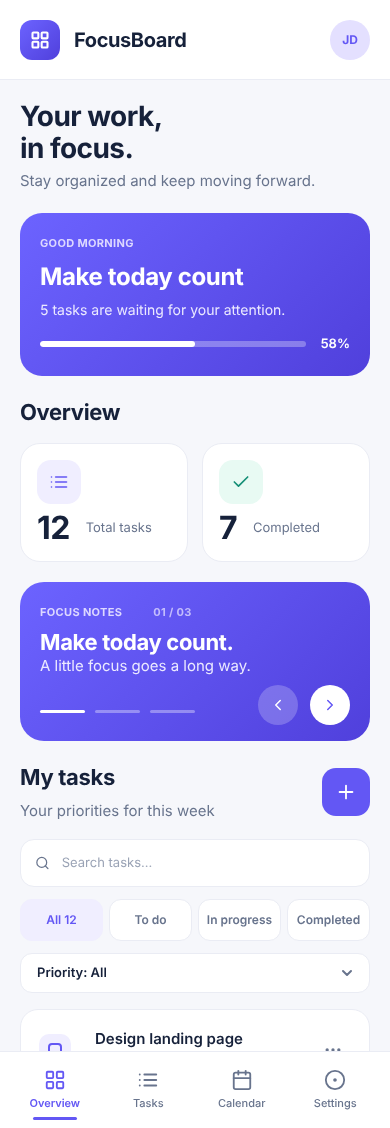 FocusBoard
JD
Your work,
in focus.
Stay organized and keep moving forward.
GOOD MORNING
Make today count
5 tasks are waiting for your attention.
58%
Overview
12 Total tasks
7 Completed
FOCUS NOTES 01 / 03
Make today count.
A little focus goes a long way.
My tasks
Your priorities for this week
Search tasks...
All 12 To do In progress Completed
Priority: All
Design landing page
Overview Tasks Calendar Settings